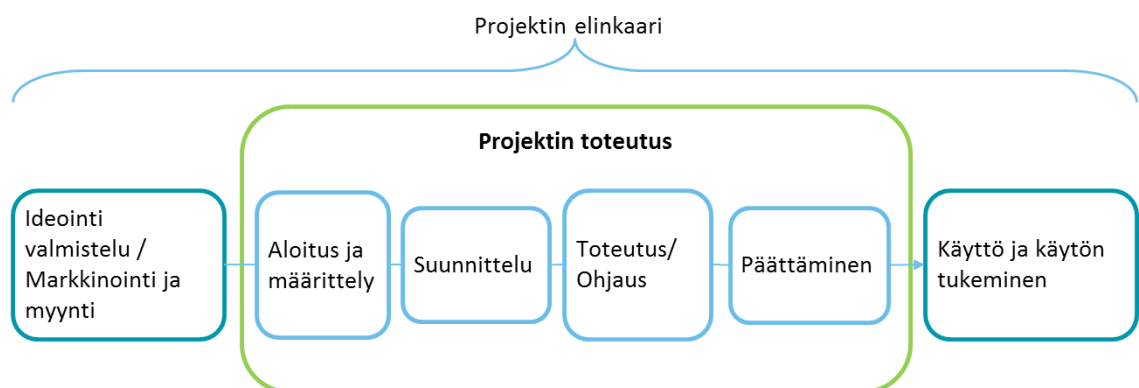 Projektin elinkaari
Projektin toteutus
Ideointi
valmistelu /
Markkinointi ja
myynti
Aloitus ja
määrittely
Suunnittelu
Toteutus/
Ohjaus
Päättäminen
Käyttö ja käytön
tukeminen